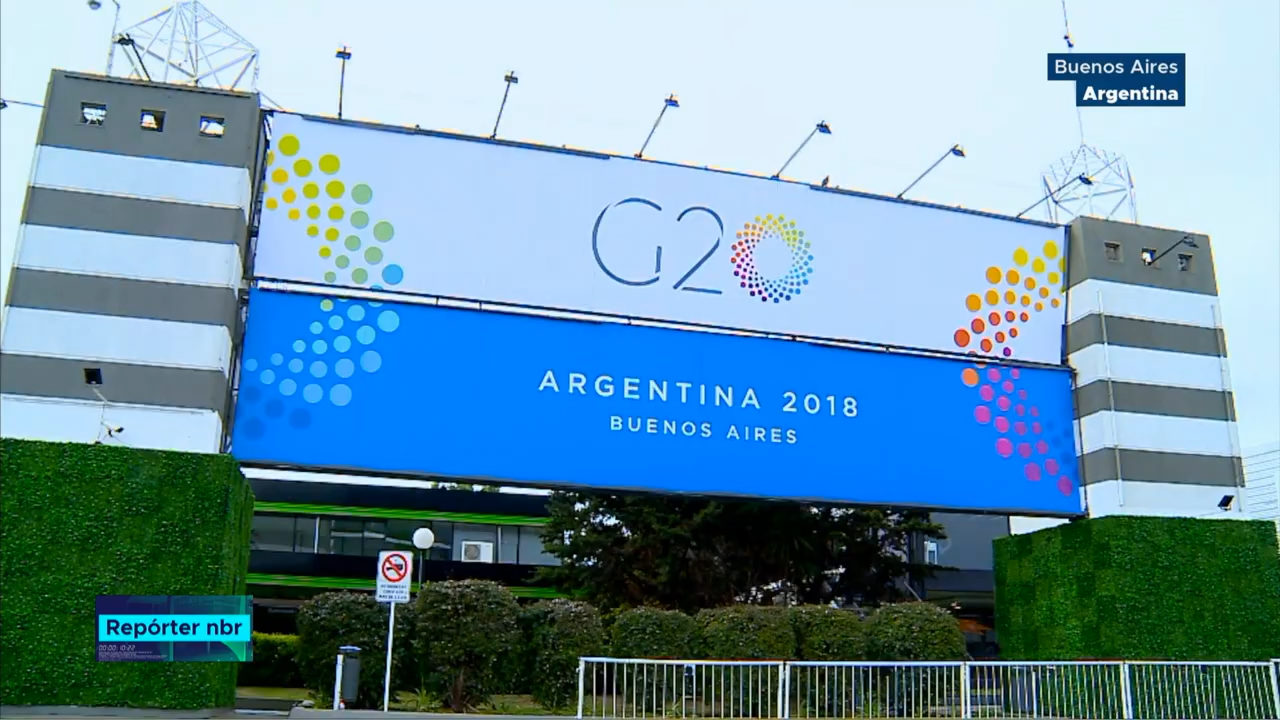 Buenos Aires
Argentina
G20
ARGENTINA 2018
BUENOS AIRES
Repórter nbr